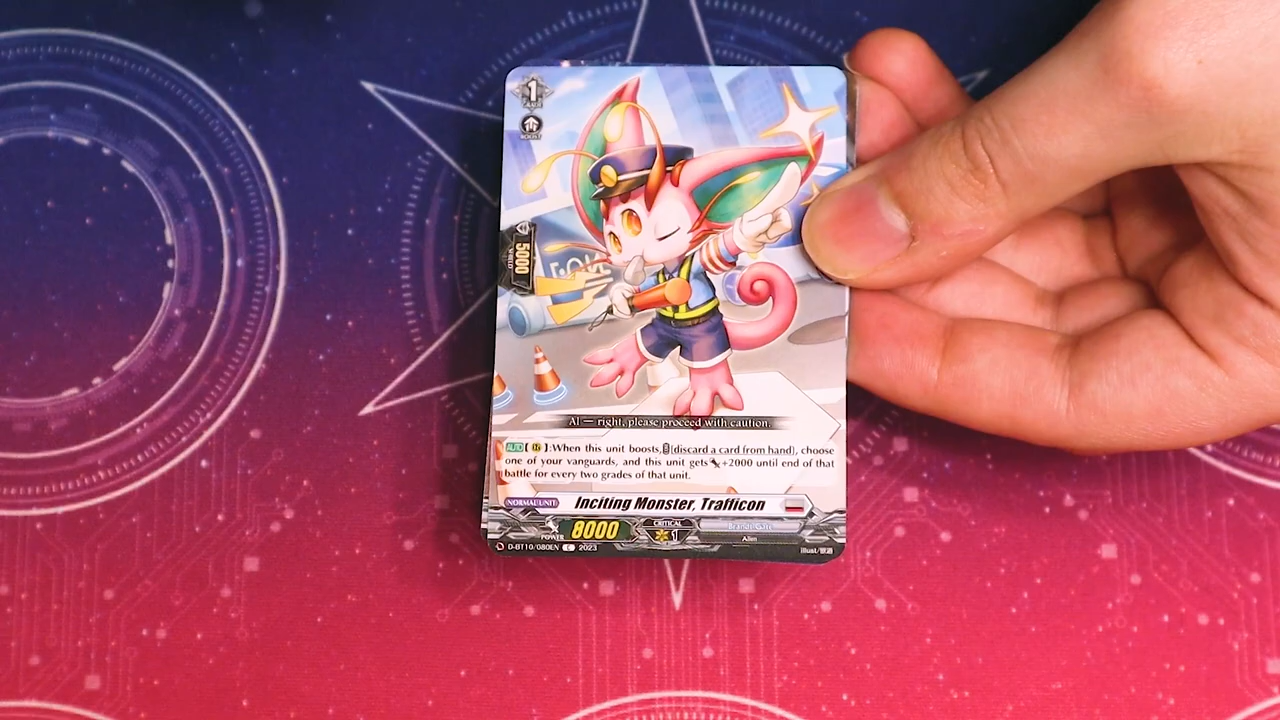 1
GRADE
BOOST
5000
SHIELD
Al — right, please proceed with caution.
AUTO [ R ]:When this unit boosts, [discard a card from hand], choose
one of your vanguards, and this unit gets +2000 until end of that
battle for every two grades of that unit.
NORMAL UNIT Inciting Monster, Trafficon
POWER 8000 CRITICAL 1 Brandt Gate
Alien
D-BT10/080EN C 2023 illust/